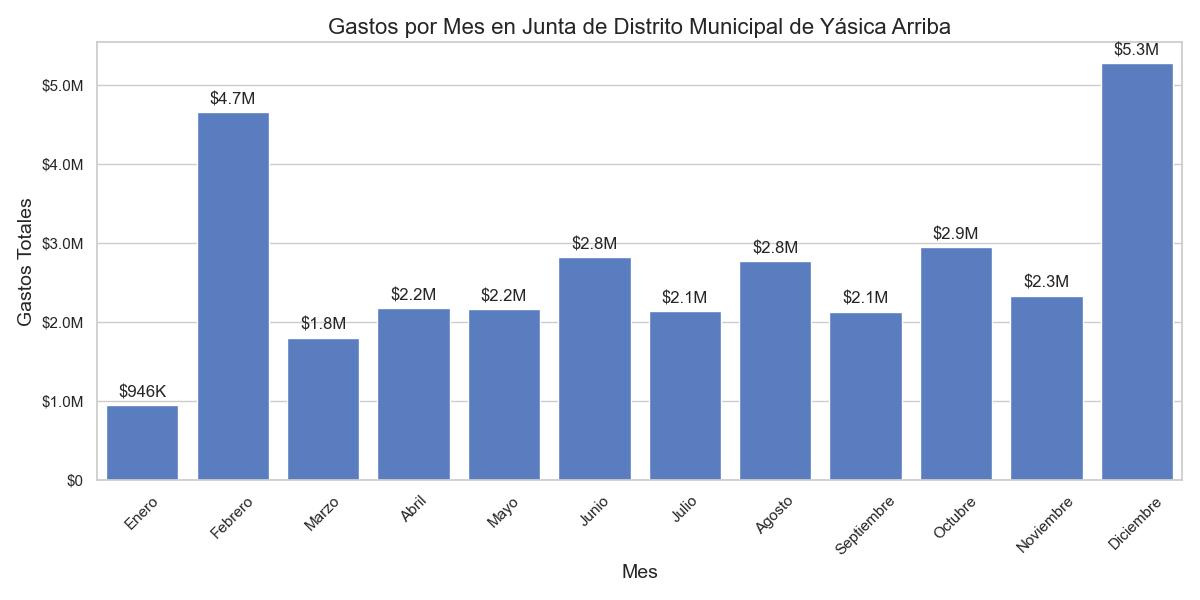 Gastos por Mes en Junta de Distrito Municipal de Yásica Arriba
Gastos Totales
$5.0M
$4.0M
$3.0M
$2.0M
$1.0M
$0
$946K
$4.7M
$1.8M
$2.2M
$2.2M
$2.8M
$2.1M
$2.8M
$2.1M
$2.9M
$2.3M
$5.3M
Enero
Febrero
Marzo
Abril
Mayo
Junio
Julio
Agosto
Septiembre
Octubre
Noviembre
Diciembre
Mes